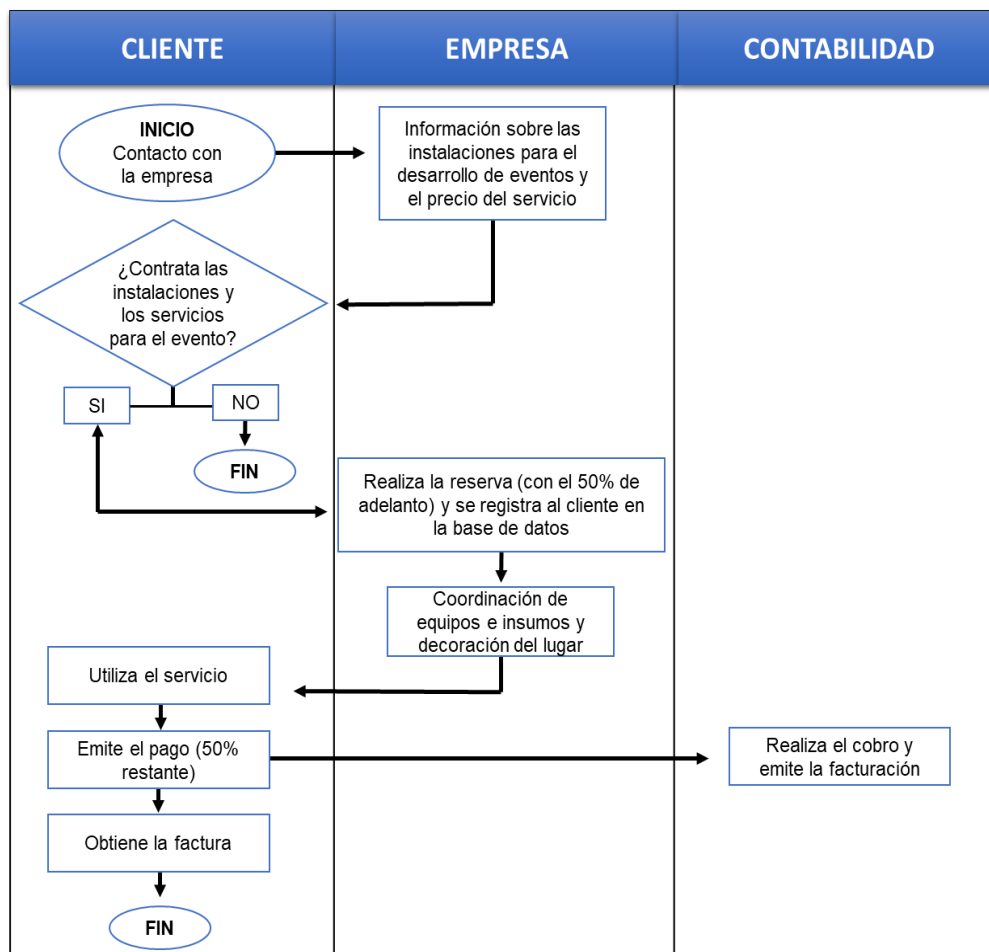 CLIENTE
EMPRESA
CONTABILIDAD
INICIO
Contacto con
la empresa
Información sobre las
instalaciones para el
desarrollo de eventos y
el precio del servicio
¿Contrata las
instalaciones y
los servicios
para el evento?
SI
NO
FIN
Realiza la reserva (con el 50% de
adelanto) y se registra al cliente en
la base de datos
Coordinación de
equipos e insumos y
decoración del lugar
Utiliza el servicio
Emite el pago (50%
restante)
Realiza el cobro y
emite la facturación
Obtiene la factura
FIN